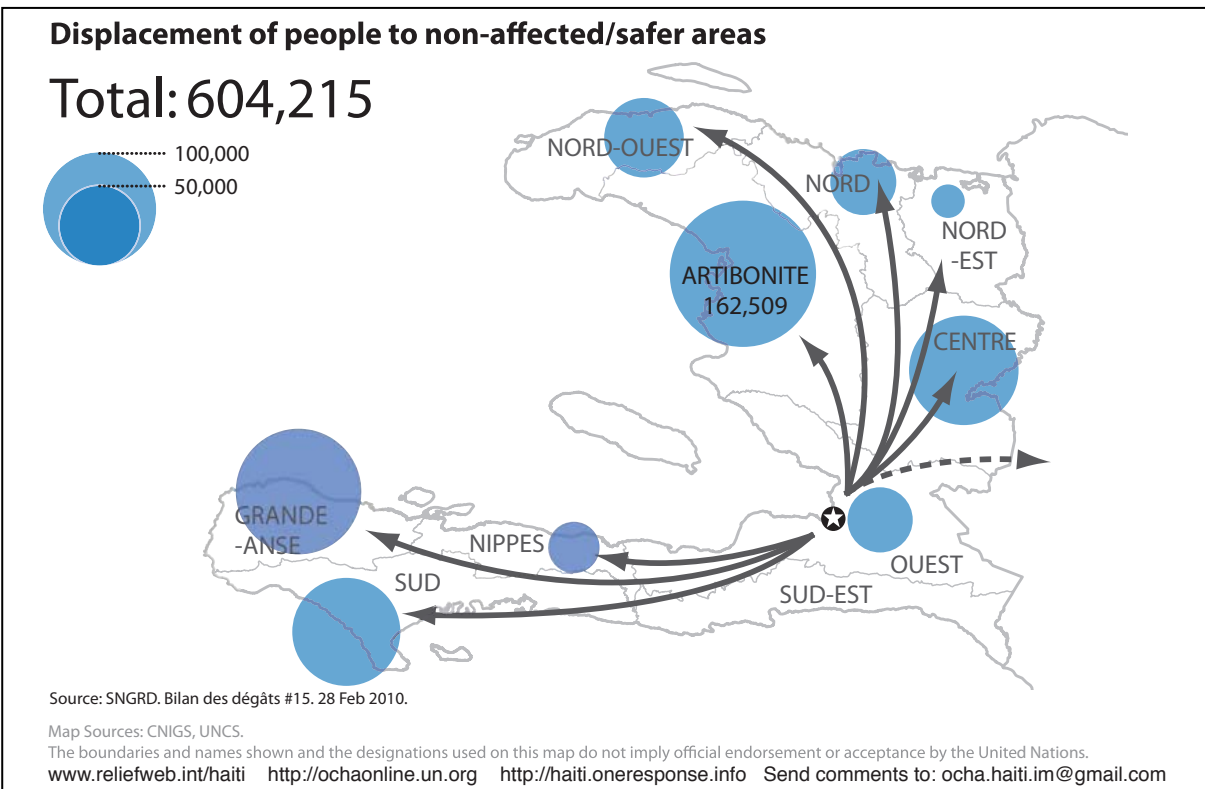 Displacement of people to non-affected/safer areas
Total: 604,215
100,000
50,000
NORD-OUEST
NORD
NORD
-EST
ARTIBONITE
162,509
CENTRE
GRANDE
-ANSE
NIPPES
SUD
OUEST
SUD-EST
Source: SNGRD. Bilan des dégâts #15. 28 Feb 2010.
Map Sources: CNIGS, UNCS.
The boundaries and names shown and the designations used on this map do not imply official endorsement or acceptance by the United Nations.
www.reliefweb.int/haiti http://ochaonline.un.org http://haiti.oneresponse.info Send comments to: ocha.haiti.im@gmail.com